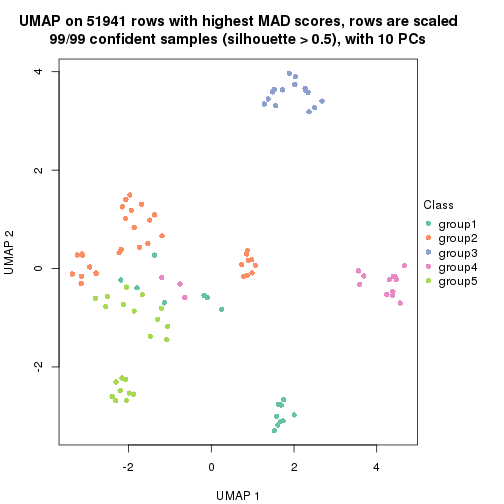 UMAP on 51941 rows with highest MAD scores, rows are scaled
99/99 confident samples (silhouette > 0.5), with 10 PCs
4
2
0
-2
UMAP 2
-2
0
2
4
UMAP 1
Class
group1
group2
group3
group4
group5